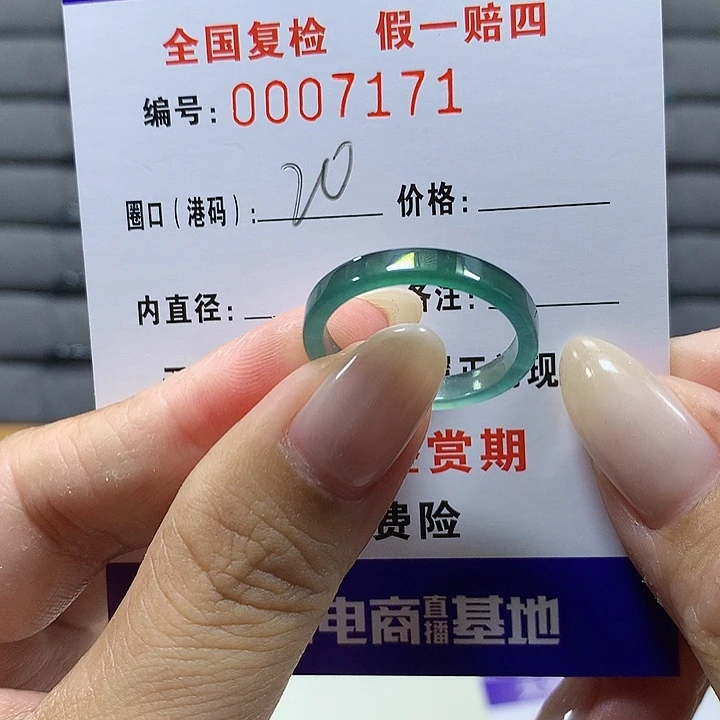 全国复检 假一赔四
编号: 0007171
圈口（港码）: 20 价格:
内直径: 备注:
现
赏期
费险
电商直播基地